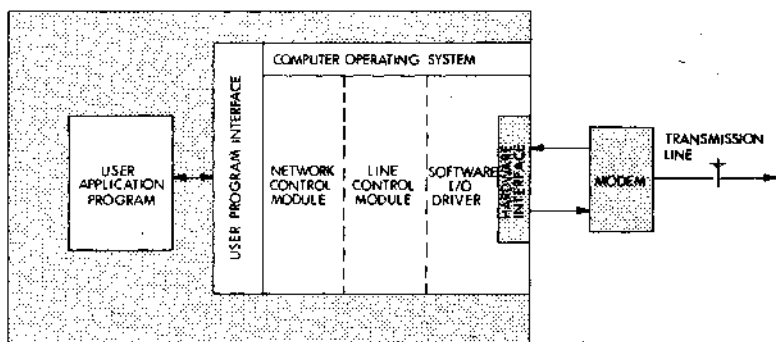 COMPUTER OPERATING SYSTEM
USER PROGRAM INTERFACE
USER
APPLICATION
PROGRAM
NETWORK
CONTROL
MODULE
LINE
CONTROL
MODULE
SOFTWARE
I/O
DRIVER
HARDWARE
INTERFACE
MODEM
TRANSMISSION
LINE